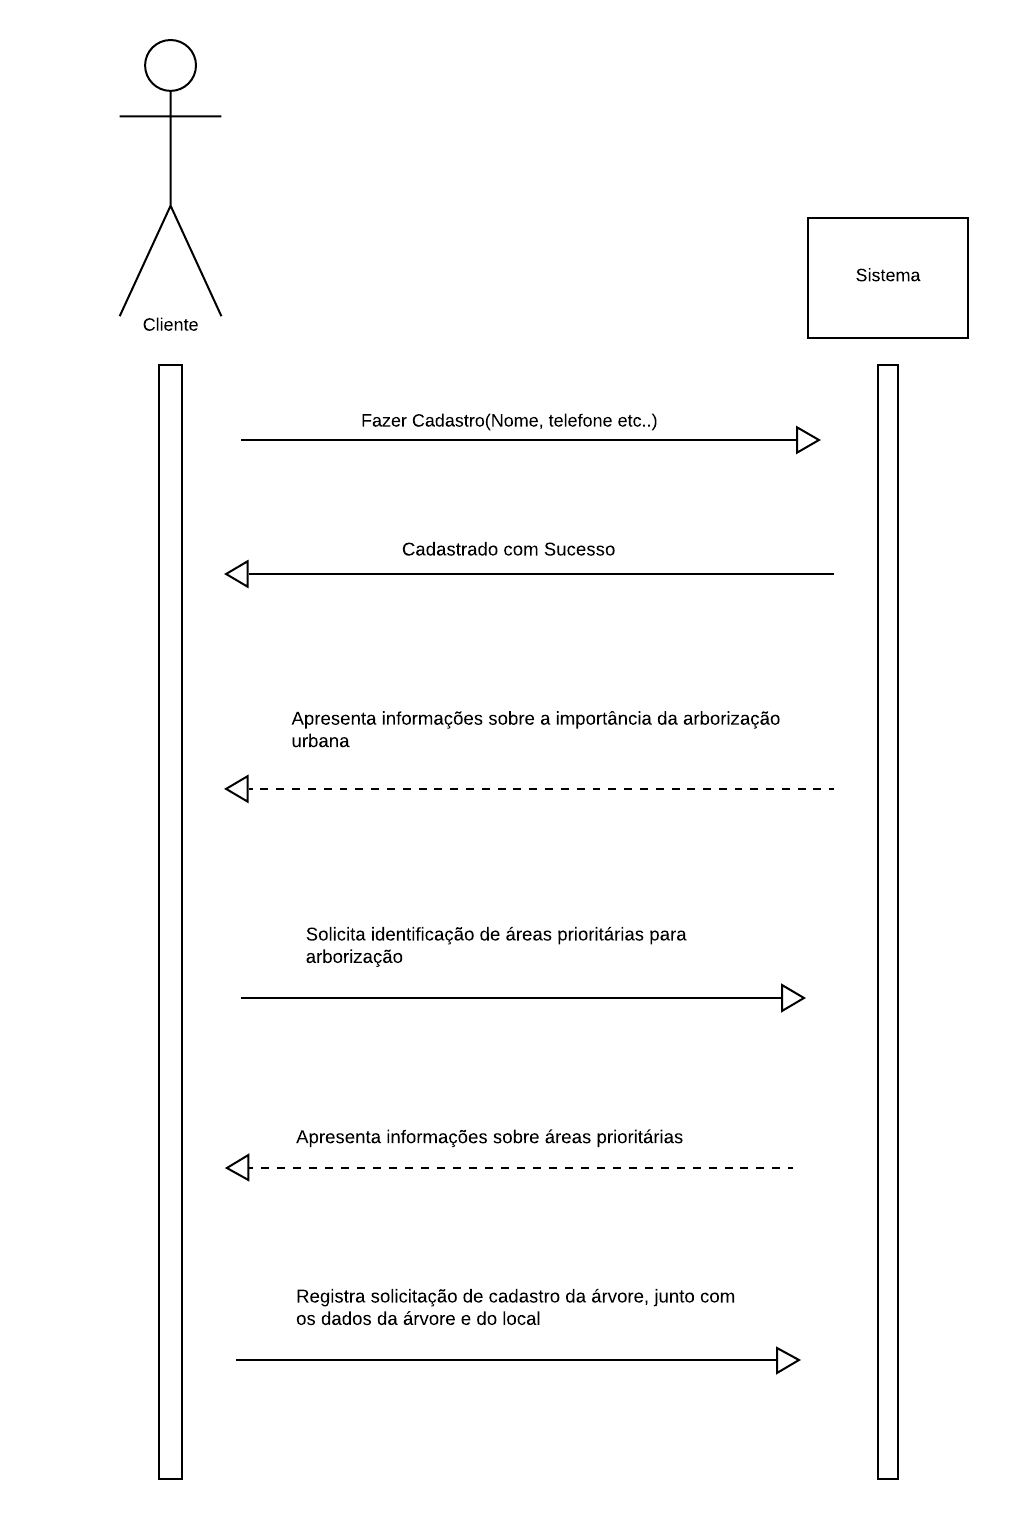 Cliente
Sistema
Fazer Cadastro(Nome, telefone etc..)
Cadastrado com Sucesso
Apresenta informações sobre a importância da arborização
urbana
Solicita identificação de áreas prioritárias para
arborização
Apresenta informações sobre áreas prioritárias
Registra solicitação de cadastro da árvore, junto com
os dados da árvore e do local